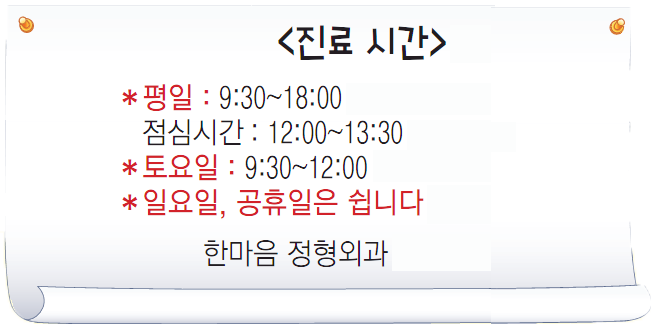 <진료 시간>
*평일 : 9:30~18:00
점심시간 : 12:00~13:30
*토요일 : 9:30~12:00
*일요일, 공휴일은 쉽니다
한마음 정형외과